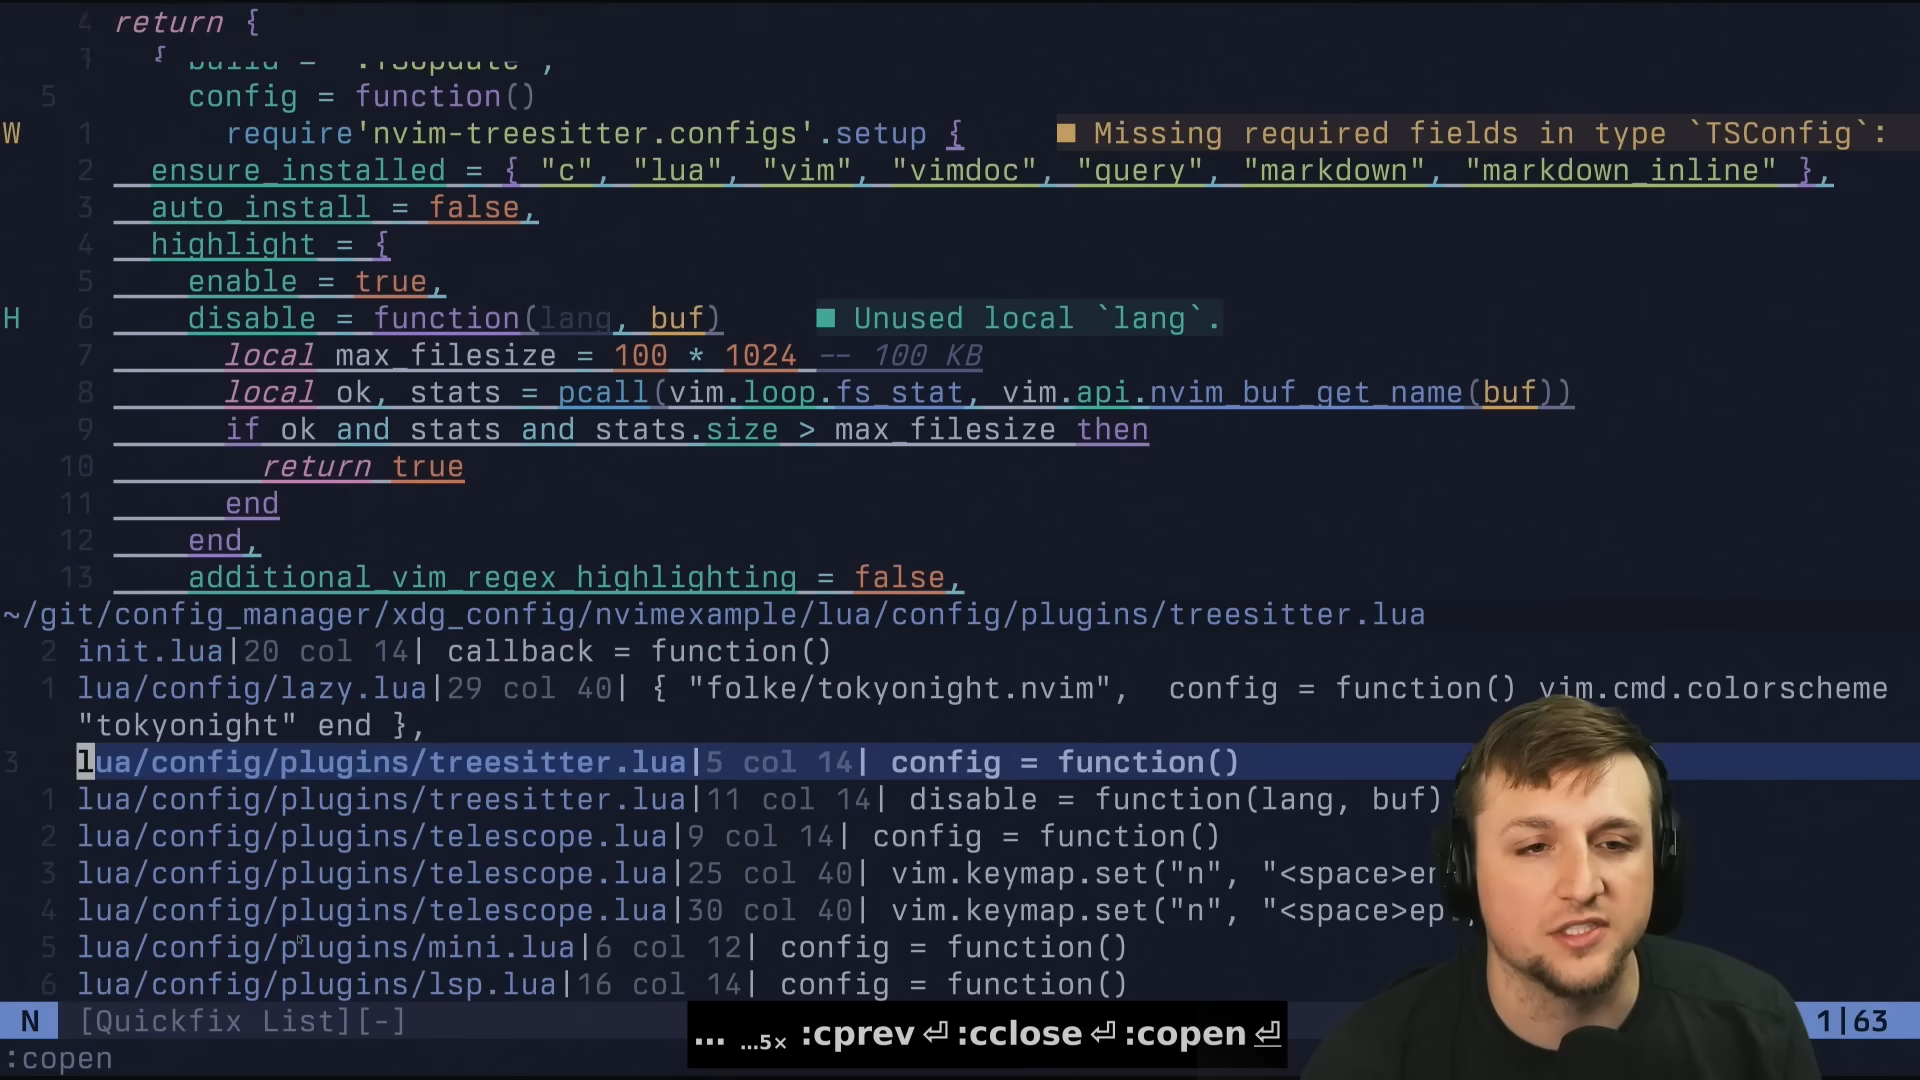 4 return {
1 { build = ":TSUpdate",
5 config = function()
W 1 require'nvim-treesitter.configs'.setup { ■ Missing required fields in type `TSConfig`:
2 ensure_installed = { "c", "lua", "vim", "vimdoc", "query", "markdown", "markdown_inline" },
3 auto_install = false,
4 highlight = {
5 enable = true,
H 6 disable = function(lang, buf) ■ Unused local `lang`.
7 local max_filesize = 100 * 1024 -- 100 KB
8 local ok, stats = pcall(vim.loop.fs_stat, vim.api.nvim_buf_get_name(buf))
9 if ok and stats and stats.size > max_filesize then
10 return true
11 end
12 end,
13 additional_vim_regex_highlighting = false,
~/git/config_manager/xdg_config/nvimexample/lua/config/plugins/treesitter.lua
2 init.lua|20 col 14| callback = function()
1 lua/config/lazy.lua|29 col 40| { "folke/tokyonight.nvim", config = function() vim.cmd.colorscheme
"tokyonight" end },
3 lua/config/plugins/treesitter.lua|5 col 14| config = function()
1 lua/config/plugins/treesitter.lua|11 col 14| disable = function(lang, buf)
2 lua/config/plugins/telescope.lua|9 col 14| config = function()
3 lua/config/plugins/telescope.lua|25 col 40| vim.keymap.set("n", "<space>en
4 lua/config/plugins/telescope.lua|30 col 40| vim.keymap.set("n", "<space>ep
5 lua/config/plugins/mini.lua|6 col 12| config = function()
6 lua/config/plugins/lsp.lua|16 col 14| config = function()
N [Quickfix List][-] 1|63
... ...5× :cprev⏎ :cclose⏎ :copen⏎
:copen